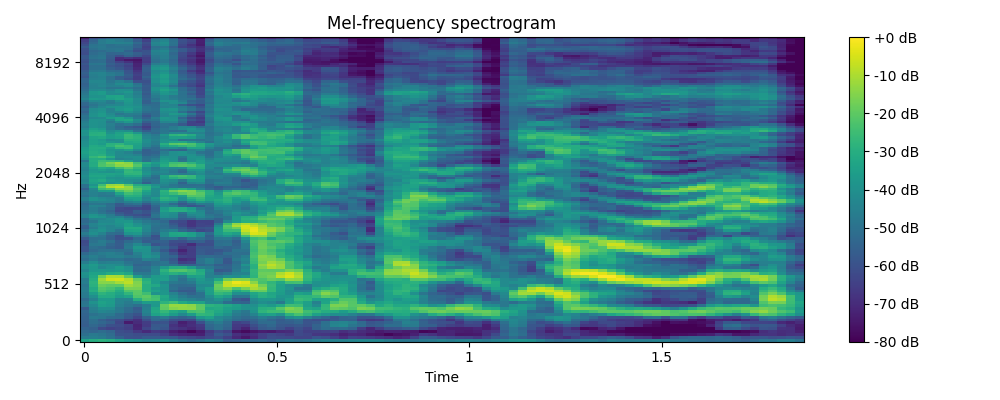 Mel-frequency spectrogram
Hz
8192
4096
2048
1024
512
0
0
0.5
1
1.5
Time
+0 dB
-10 dB
-20 dB
-30 dB
-40 dB
-50 dB
-60 dB
-70 dB
-80 dB